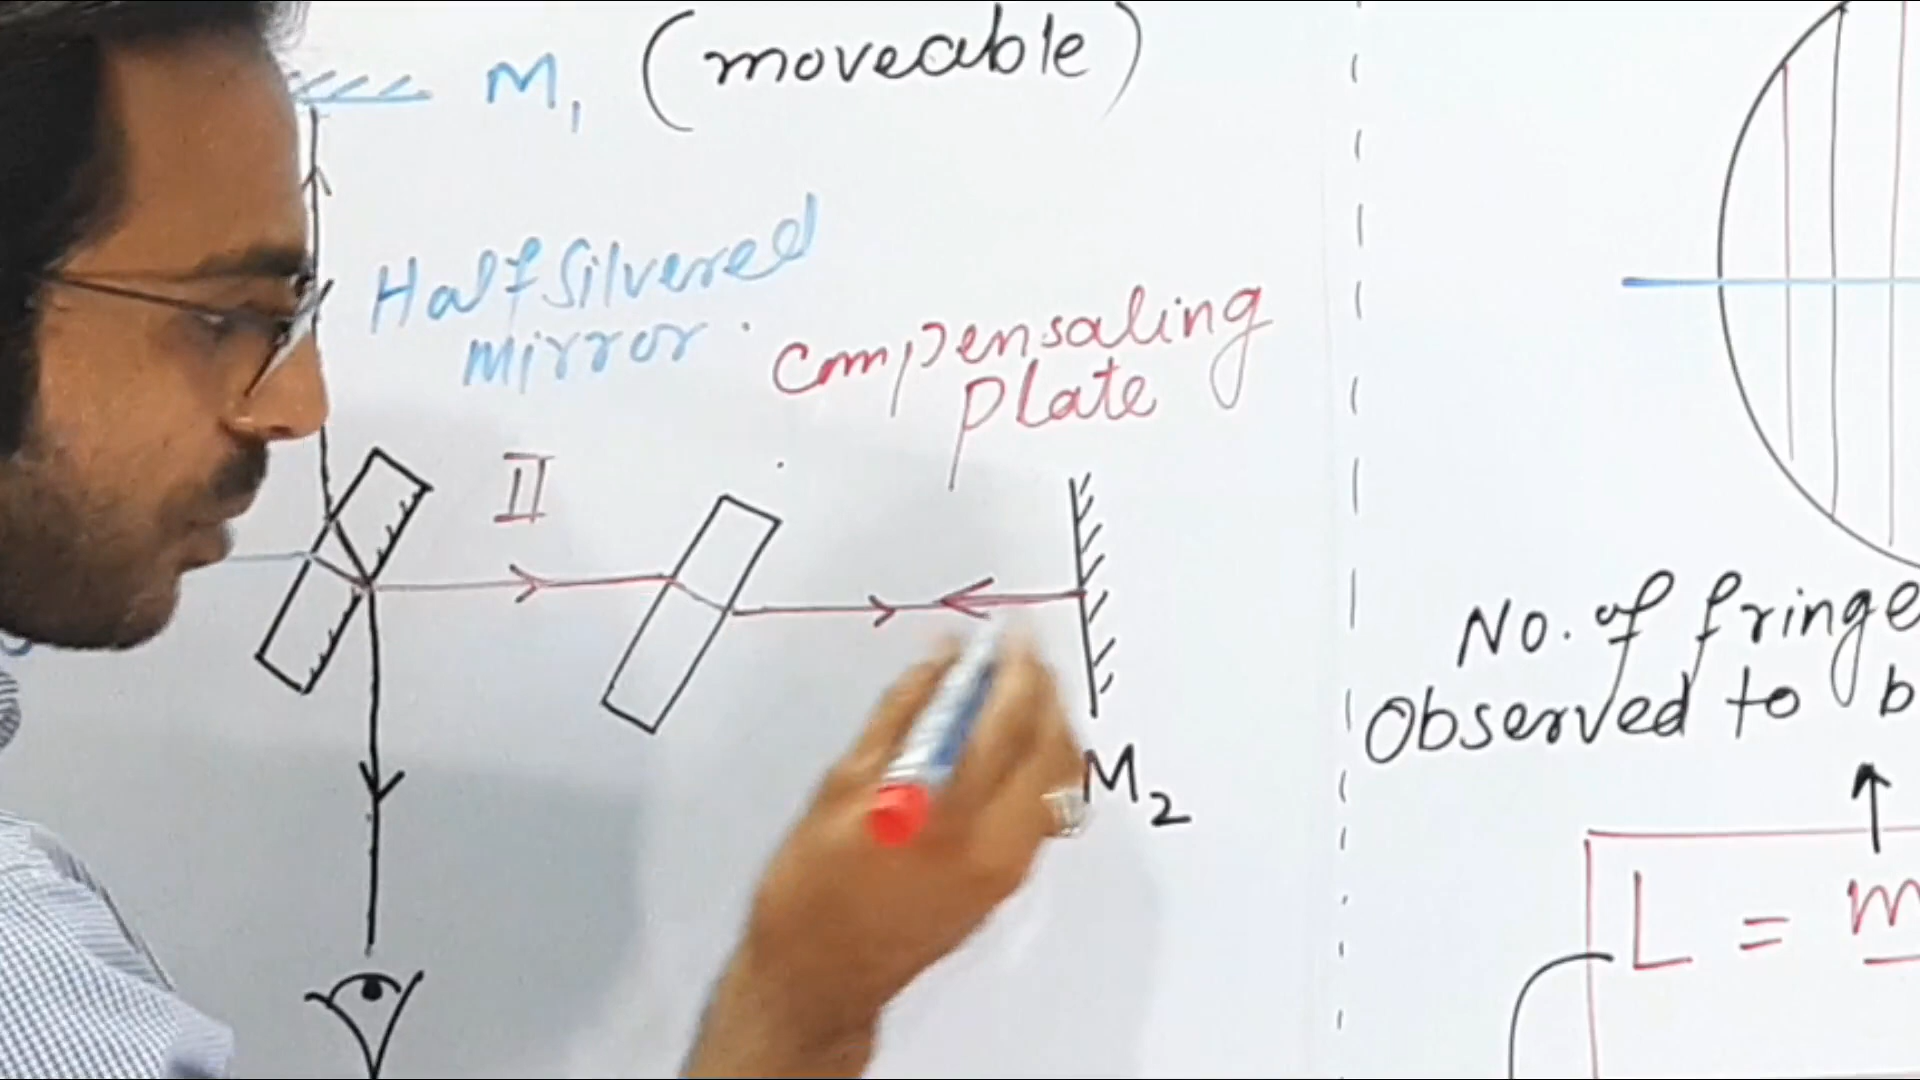 M1 (moveable)
Half silvered
mirror.
Compensaling
plate
II
M2
No. of fringe
Observed to b
L = m